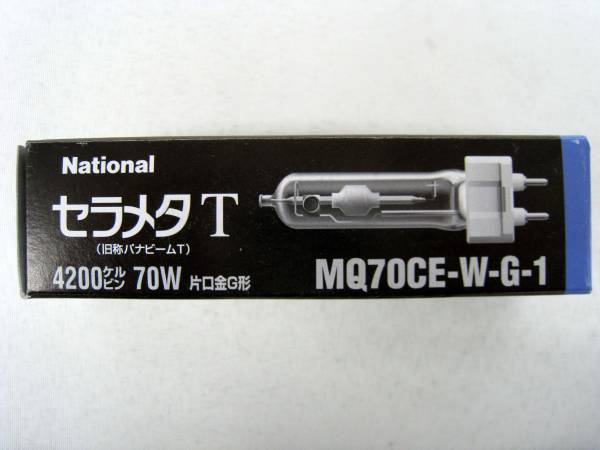 National
セラメタT
(旧称パナビームT)
4200ケルビン 70W 片口金G形
MQ70CE-W-G-1